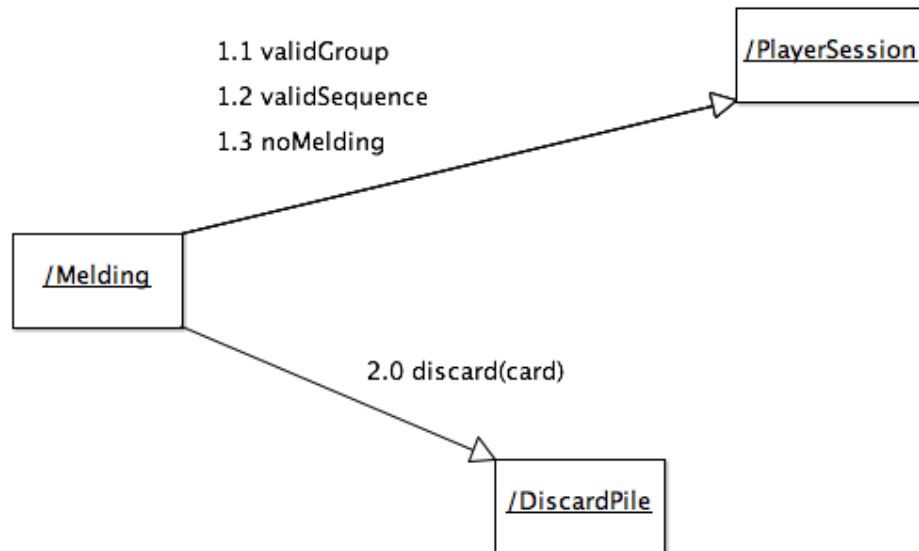 1.1 validGroup
/PlayerSession
1.2 validSequence
1.3 noMelding
/Melding
2.0 discard(card)
/DiscardPile